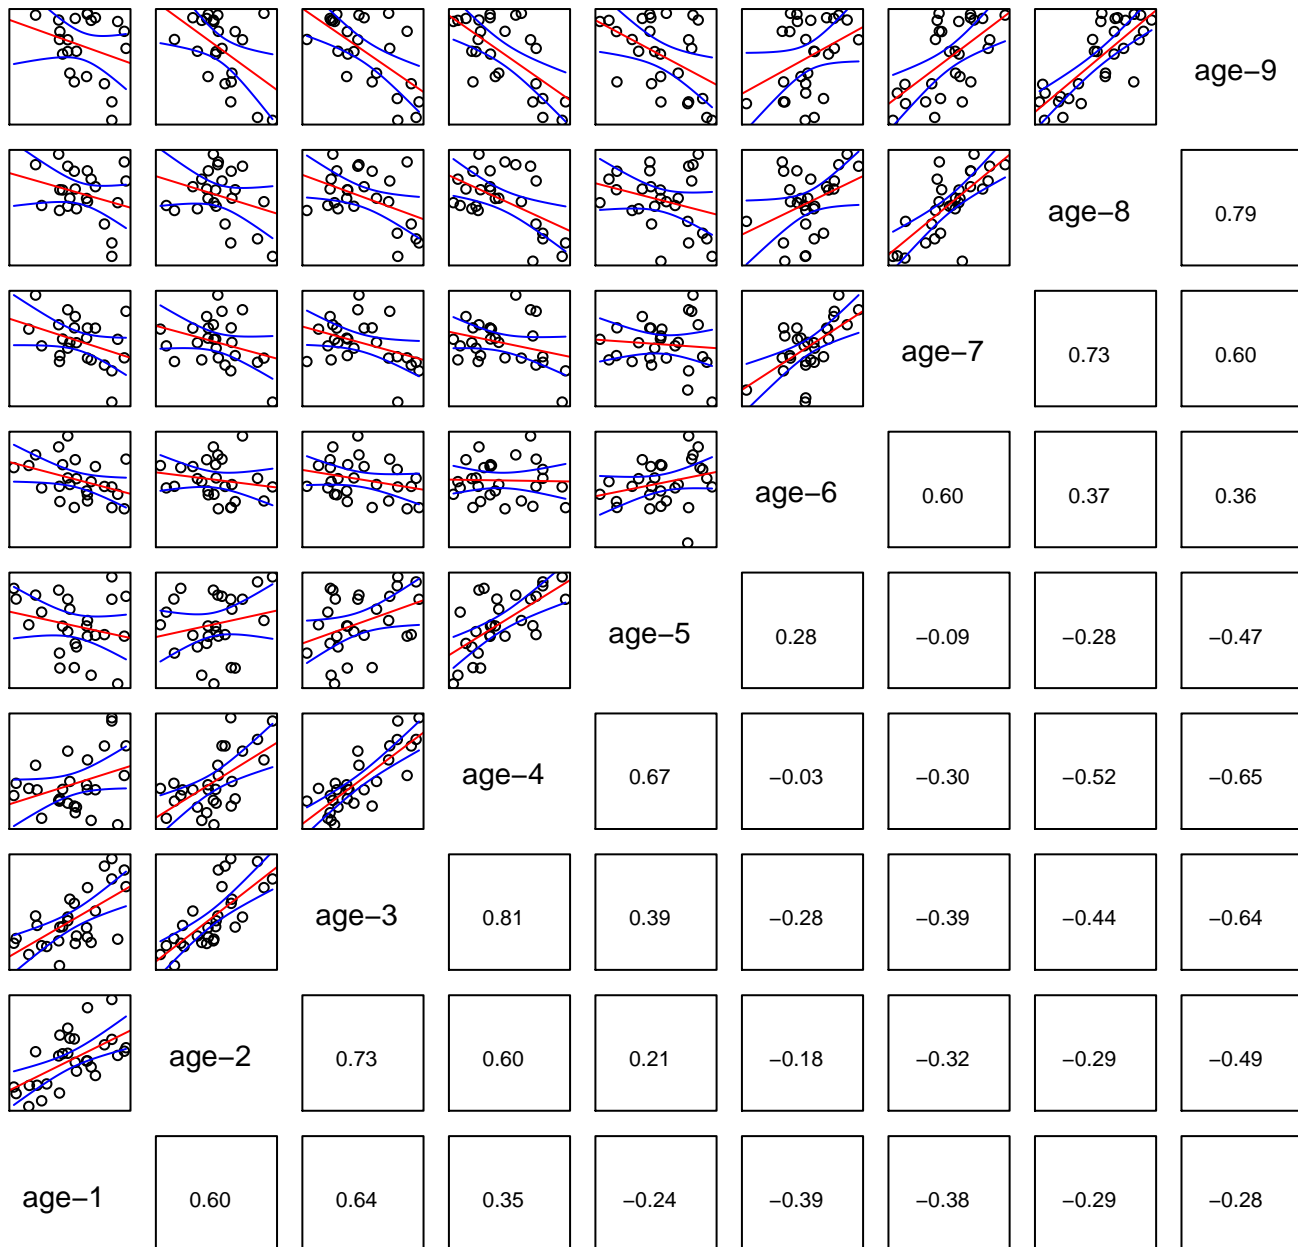 age−9
age−8 0.79
age−7 0.73 0.60
age−6 0.60 0.37 0.36
age−5 0.28 −0.09 −0.28 −0.47
age−4 0.67 −0.03 −0.30 −0.52 −0.65
age−3 0.81 0.39 −0.28 −0.39 −0.44 −0.64
age−2 0.73 0.60 0.21 −0.18 −0.32 −0.29 −0.49
age−1 0.60 0.64 0.35 −0.24 −0.39 −0.38 −0.29 −0.28